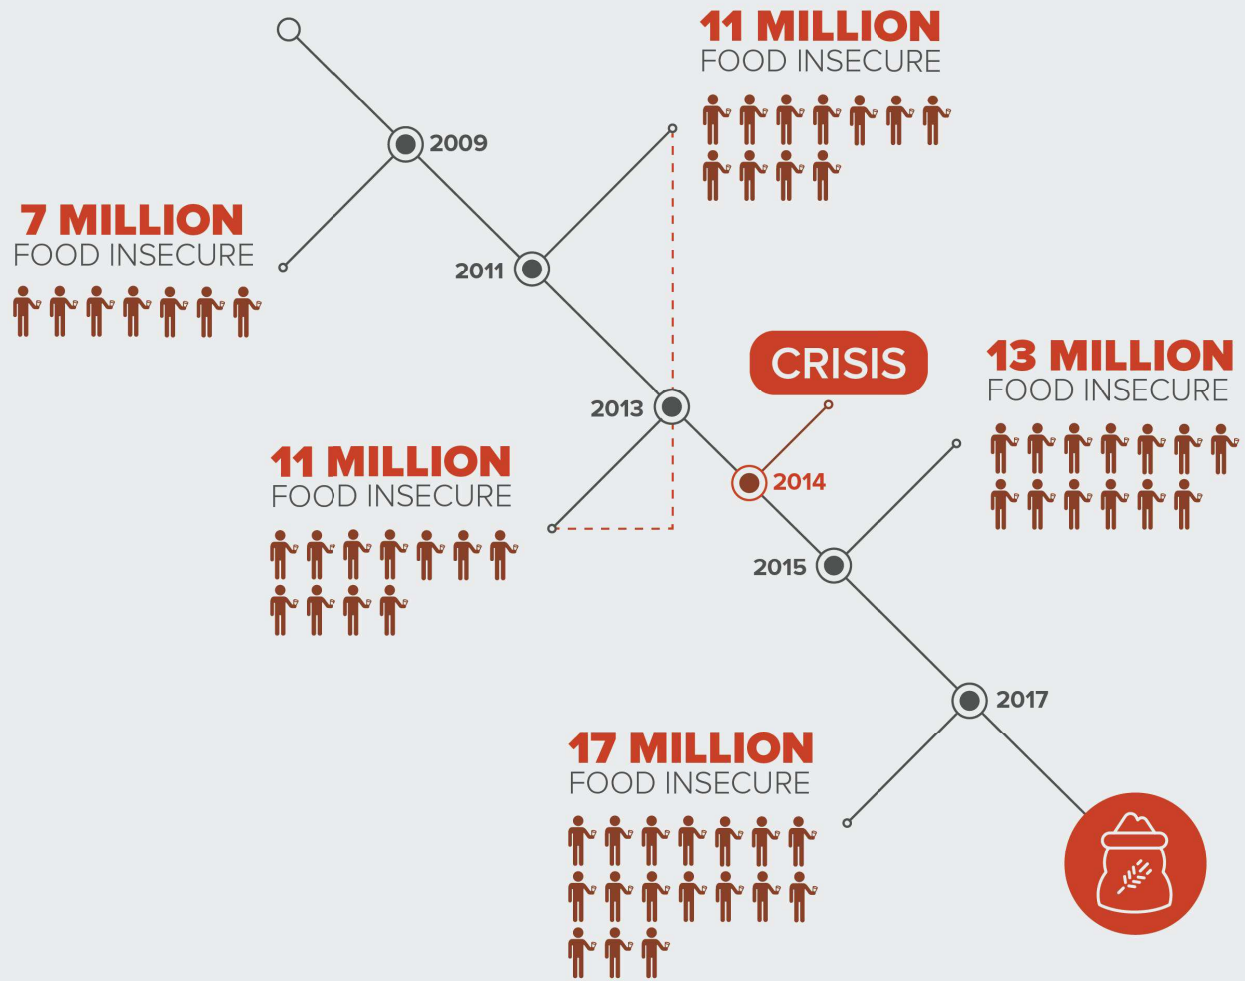 11 MILLION
FOOD INSECURE
2009
7 MILLION
FOOD INSECURE
2011
CRISIS
13 MILLION
FOOD INSECURE
2013
11 MILLION
FOOD INSECURE
2014
2015
2017
17 MILLION
FOOD INSECURE